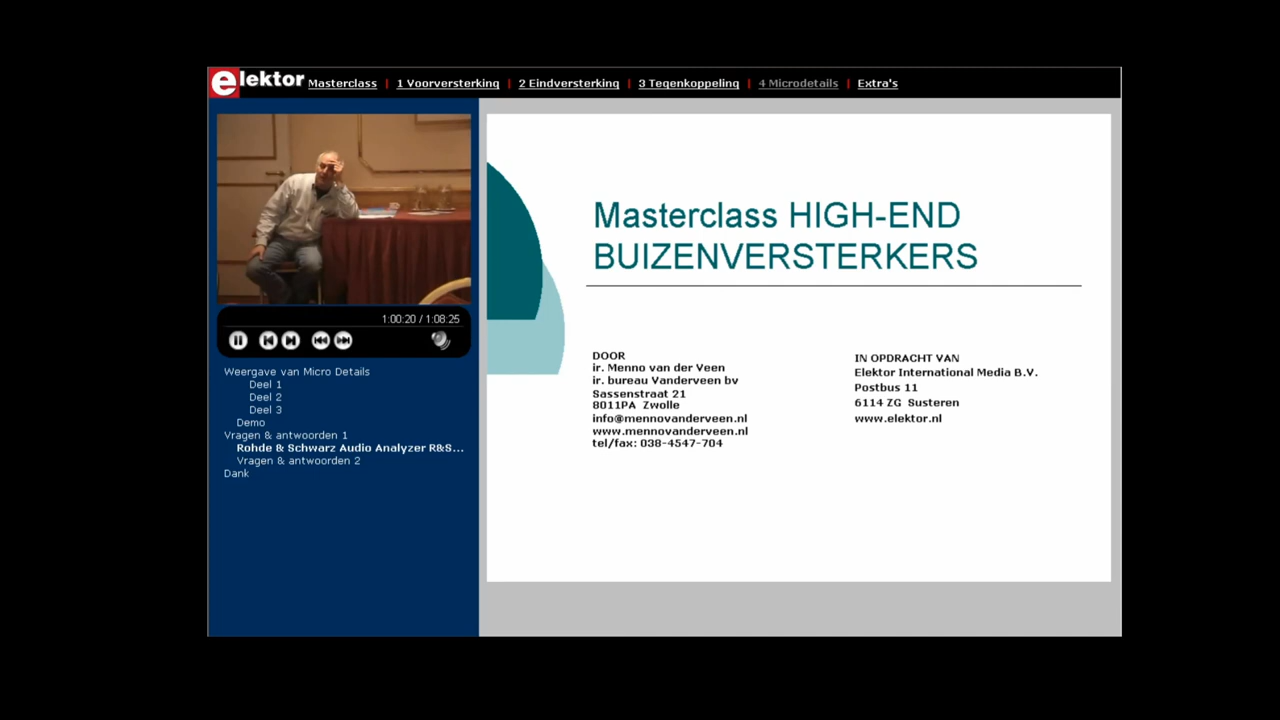 elektor
Masterclass | 1 Voorversterking | 2 Eindversterking | 3 Tegenkoppeling | 4 Microdetails | Extra's
1:00:20 / 1:08:25
Weergave van Micro Details
Deel 1
Deel 2
Deel 3
Demo
Vragen & antwoorden 1
Rohde & Schwarz Audio Analyzer R&S...
Vragen & antwoorden 2
Dank
Masterclass HIGH-END
BUIZENVERSTERKERS
DOOR
ir. Menno van der Veen
ir. bureau Vanderveen bv
Sassenstraat 21
8011PA Zwolle
info@mennovanderveen.nl
www.mennovanderveen.nl
tel/fax: 038-4547-704
IN OPDRACHT VAN
Elektor International Media B.V.
Postbus 11
6114 ZG Susteren
www.elektor.nl